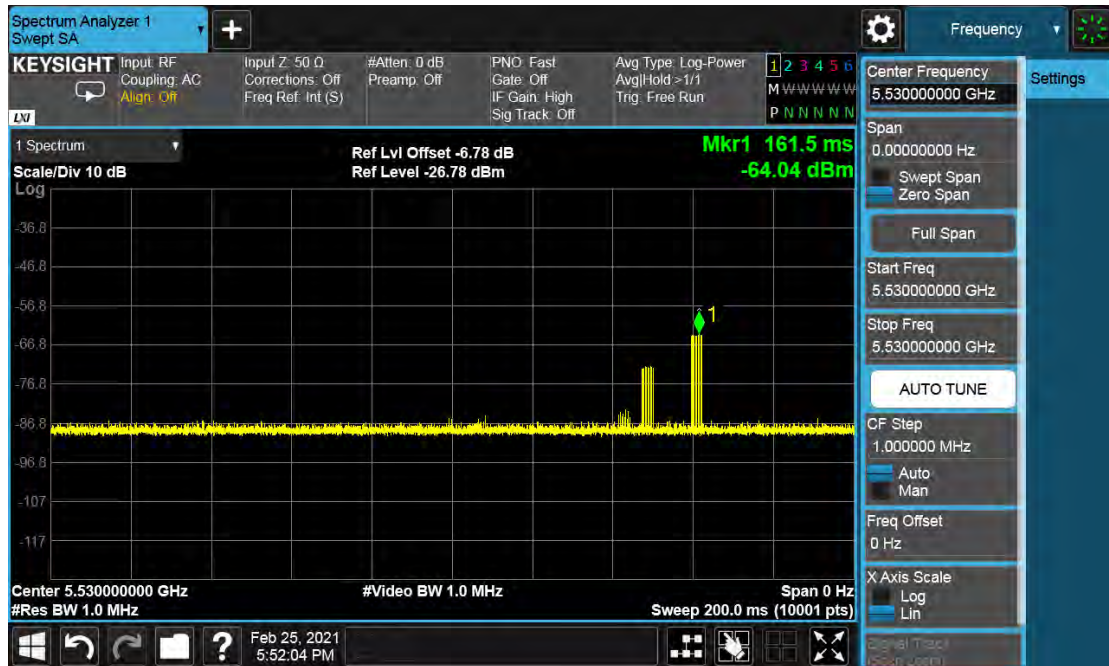 Spectrum Analyzer 1
Swept SA
+
Frequency
KEYSIGHT
Input: RF
Coupling: AC
Align: Off
LXI
Input Z: 50 Ω
Corrections: Off
Freq Ref: Int (S)
#Atten: 0 dB
Preamp: Off
PNO: Fast
Gate: Off
IF Gain: High
Sig Track: Off
Avg Type: Log-Power
Avg|Hold >1/1
Trig: Free Run
1 2 3 4 5 6
M W W W W W
P N N N N N
1 Spectrum
Scale/Div 10 dB
Log
Ref Lvl Offset -6.78 dB
Ref Level -26.78 dBm
Mkr1 161.5 ms
-64.04 dBm
-36.8
-46.8
-56.8
-66.8
-76.8
-86.8
-96.8
-107
-117
1
Center 5.530000000 GHz
#Res BW 1.0 MHz
#Video BW 1.0 MHz
Span 0 Hz
Sweep 200.0 ms (10001 pts)
Center Frequency
5.530000000 GHz
Settings
Span
0.00000000 Hz
Swept Span
Zero Span
Full Span
Start Freq
5.530000000 GHz
Stop Freq
5.530000000 GHz
AUTO TUNE
CF Step
1.000000 MHz
Auto
Man
Freq Offset
0 Hz
X Axis Scale
Log
Lin
Signal Track
?
Feb 25, 2021
5:52:04 PM